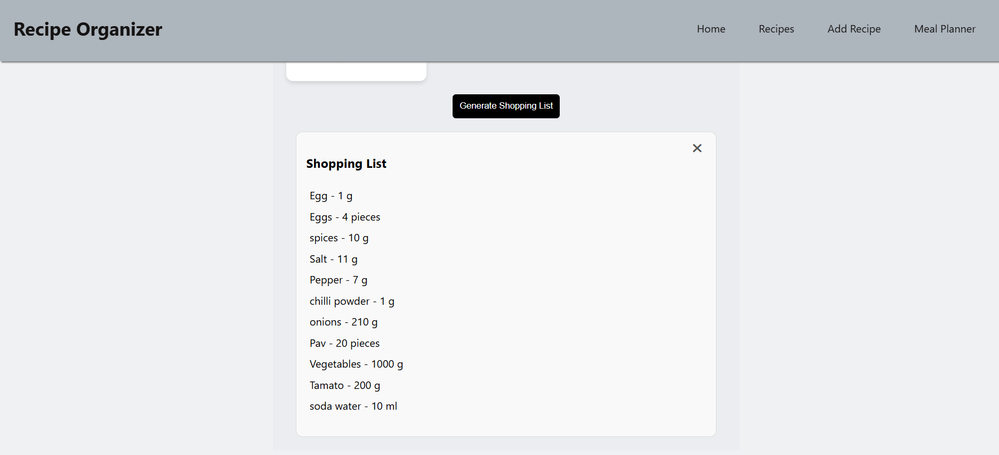 Recipe Organizer
Home
Recipes
Add Recipe
Meal Planner
Generate Shopping List
Shopping List
Egg - 1 g
Eggs - 4 pieces
spices - 10 g
Salt - 11 g
Pepper - 7 g
chilli powder - 1 g
onions - 210 g
Pav - 20 pieces
Vegetables - 1000 g
Tamato - 200 g
soda water - 10 ml